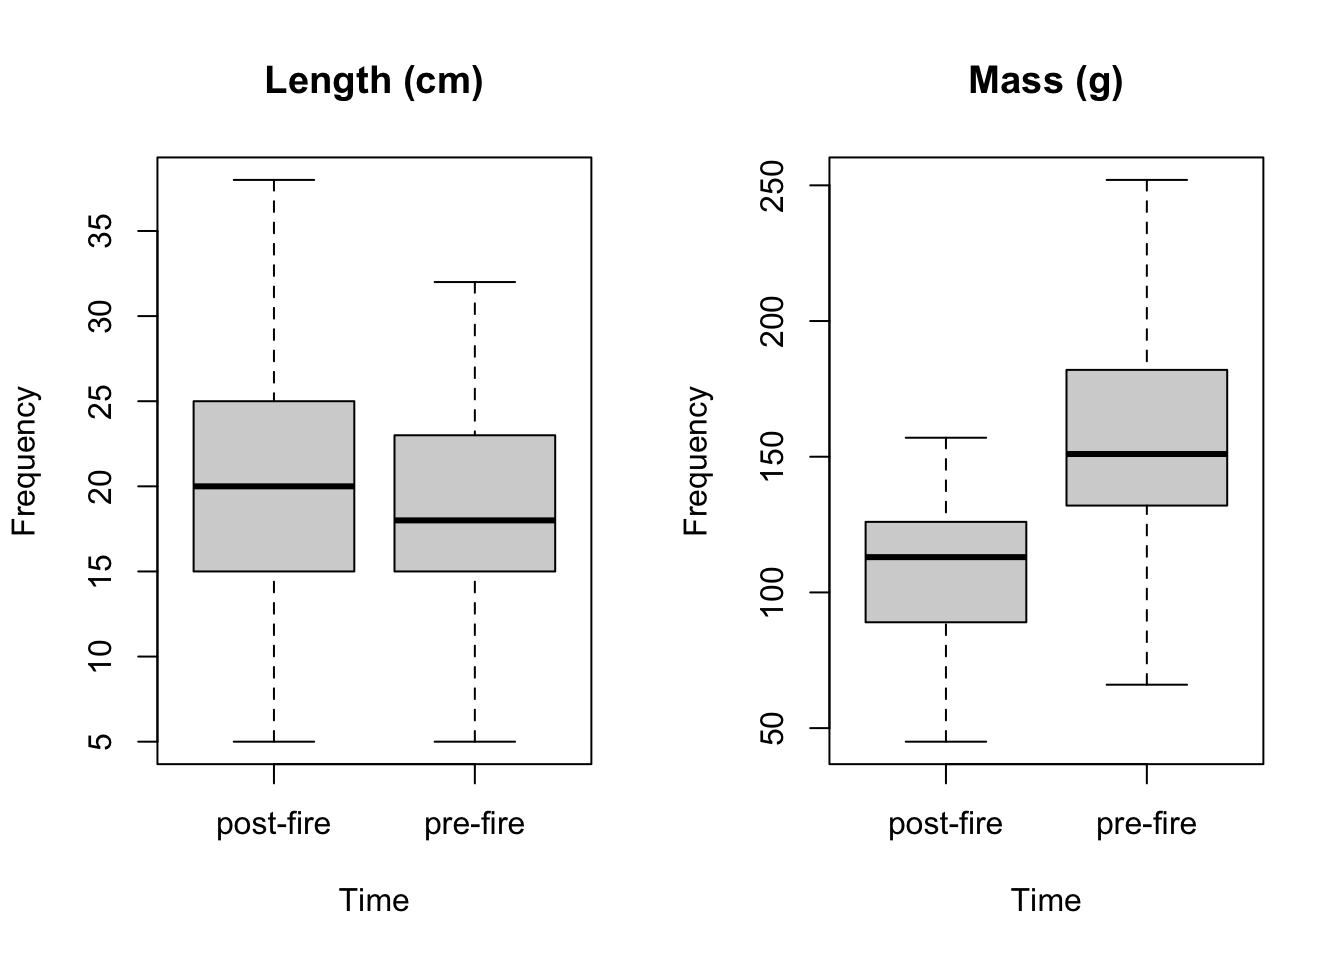 Length (cm)
Frequency
35
30
25
20
15
10
5
post-fire
pre-fire
Time
Mass (g)
Frequency
250
200
150
100
50
post-fire
pre-fire
Time